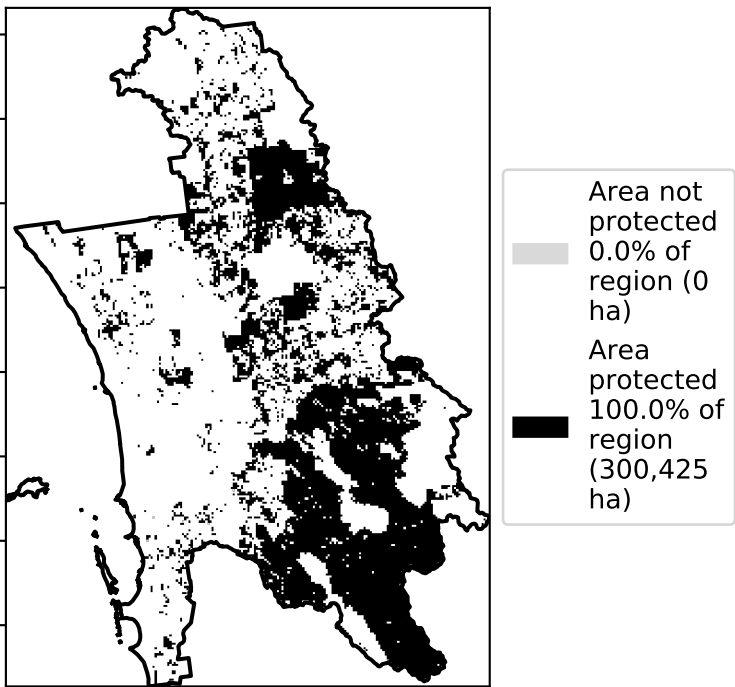 Area not
protected
0.0% of
region (0
ha)
Area
protected
100.0% of
region
(300,425
ha)